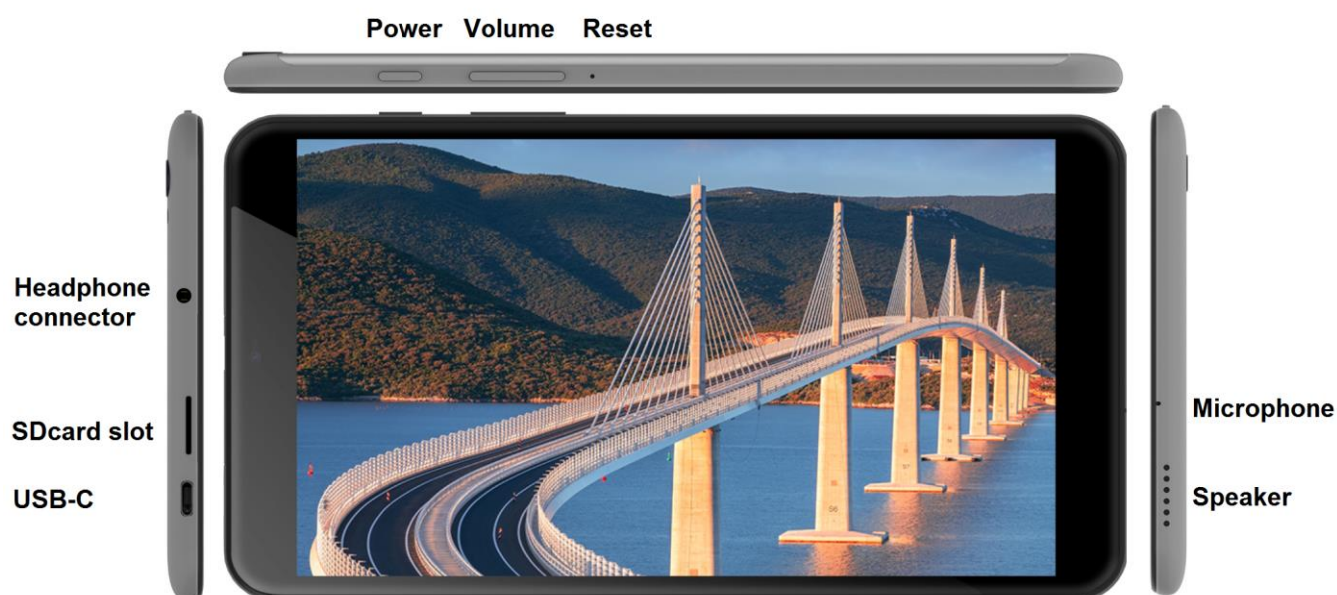 Power Volume Reset
Headphone
connector
SDcard slot
USB-C
Microphone
Speaker